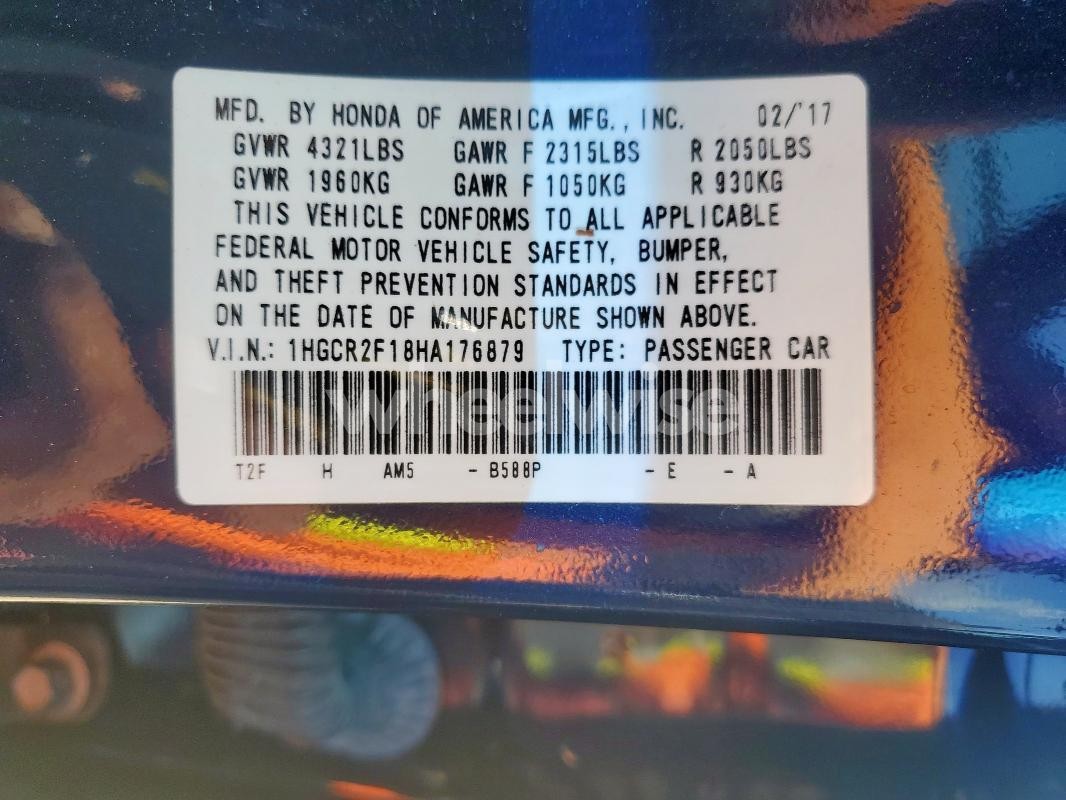 MFD. BY HONDA OF AMERICA MFG., INC. 02/'17
GVWR 4321LBS GAWR F 2315LBS R 2050LBS
GVWR 1960KG GAWR F 1050KG R 930KG
THIS VEHICLE CONFORMS TO ALL APPLICABLE
FEDERAL MOTOR VEHICLE SAFETY, BUMPER,
AND THEFT PREVENTION STANDARDS IN EFFECT
ON THE DATE OF MANUFACTURE SHOWN ABOVE.
V.I.N.: 1HGCR2F18HA176879 TYPE: PASSENGER CAR
Wheelwise
T2F H AM5 - B588P - E - A